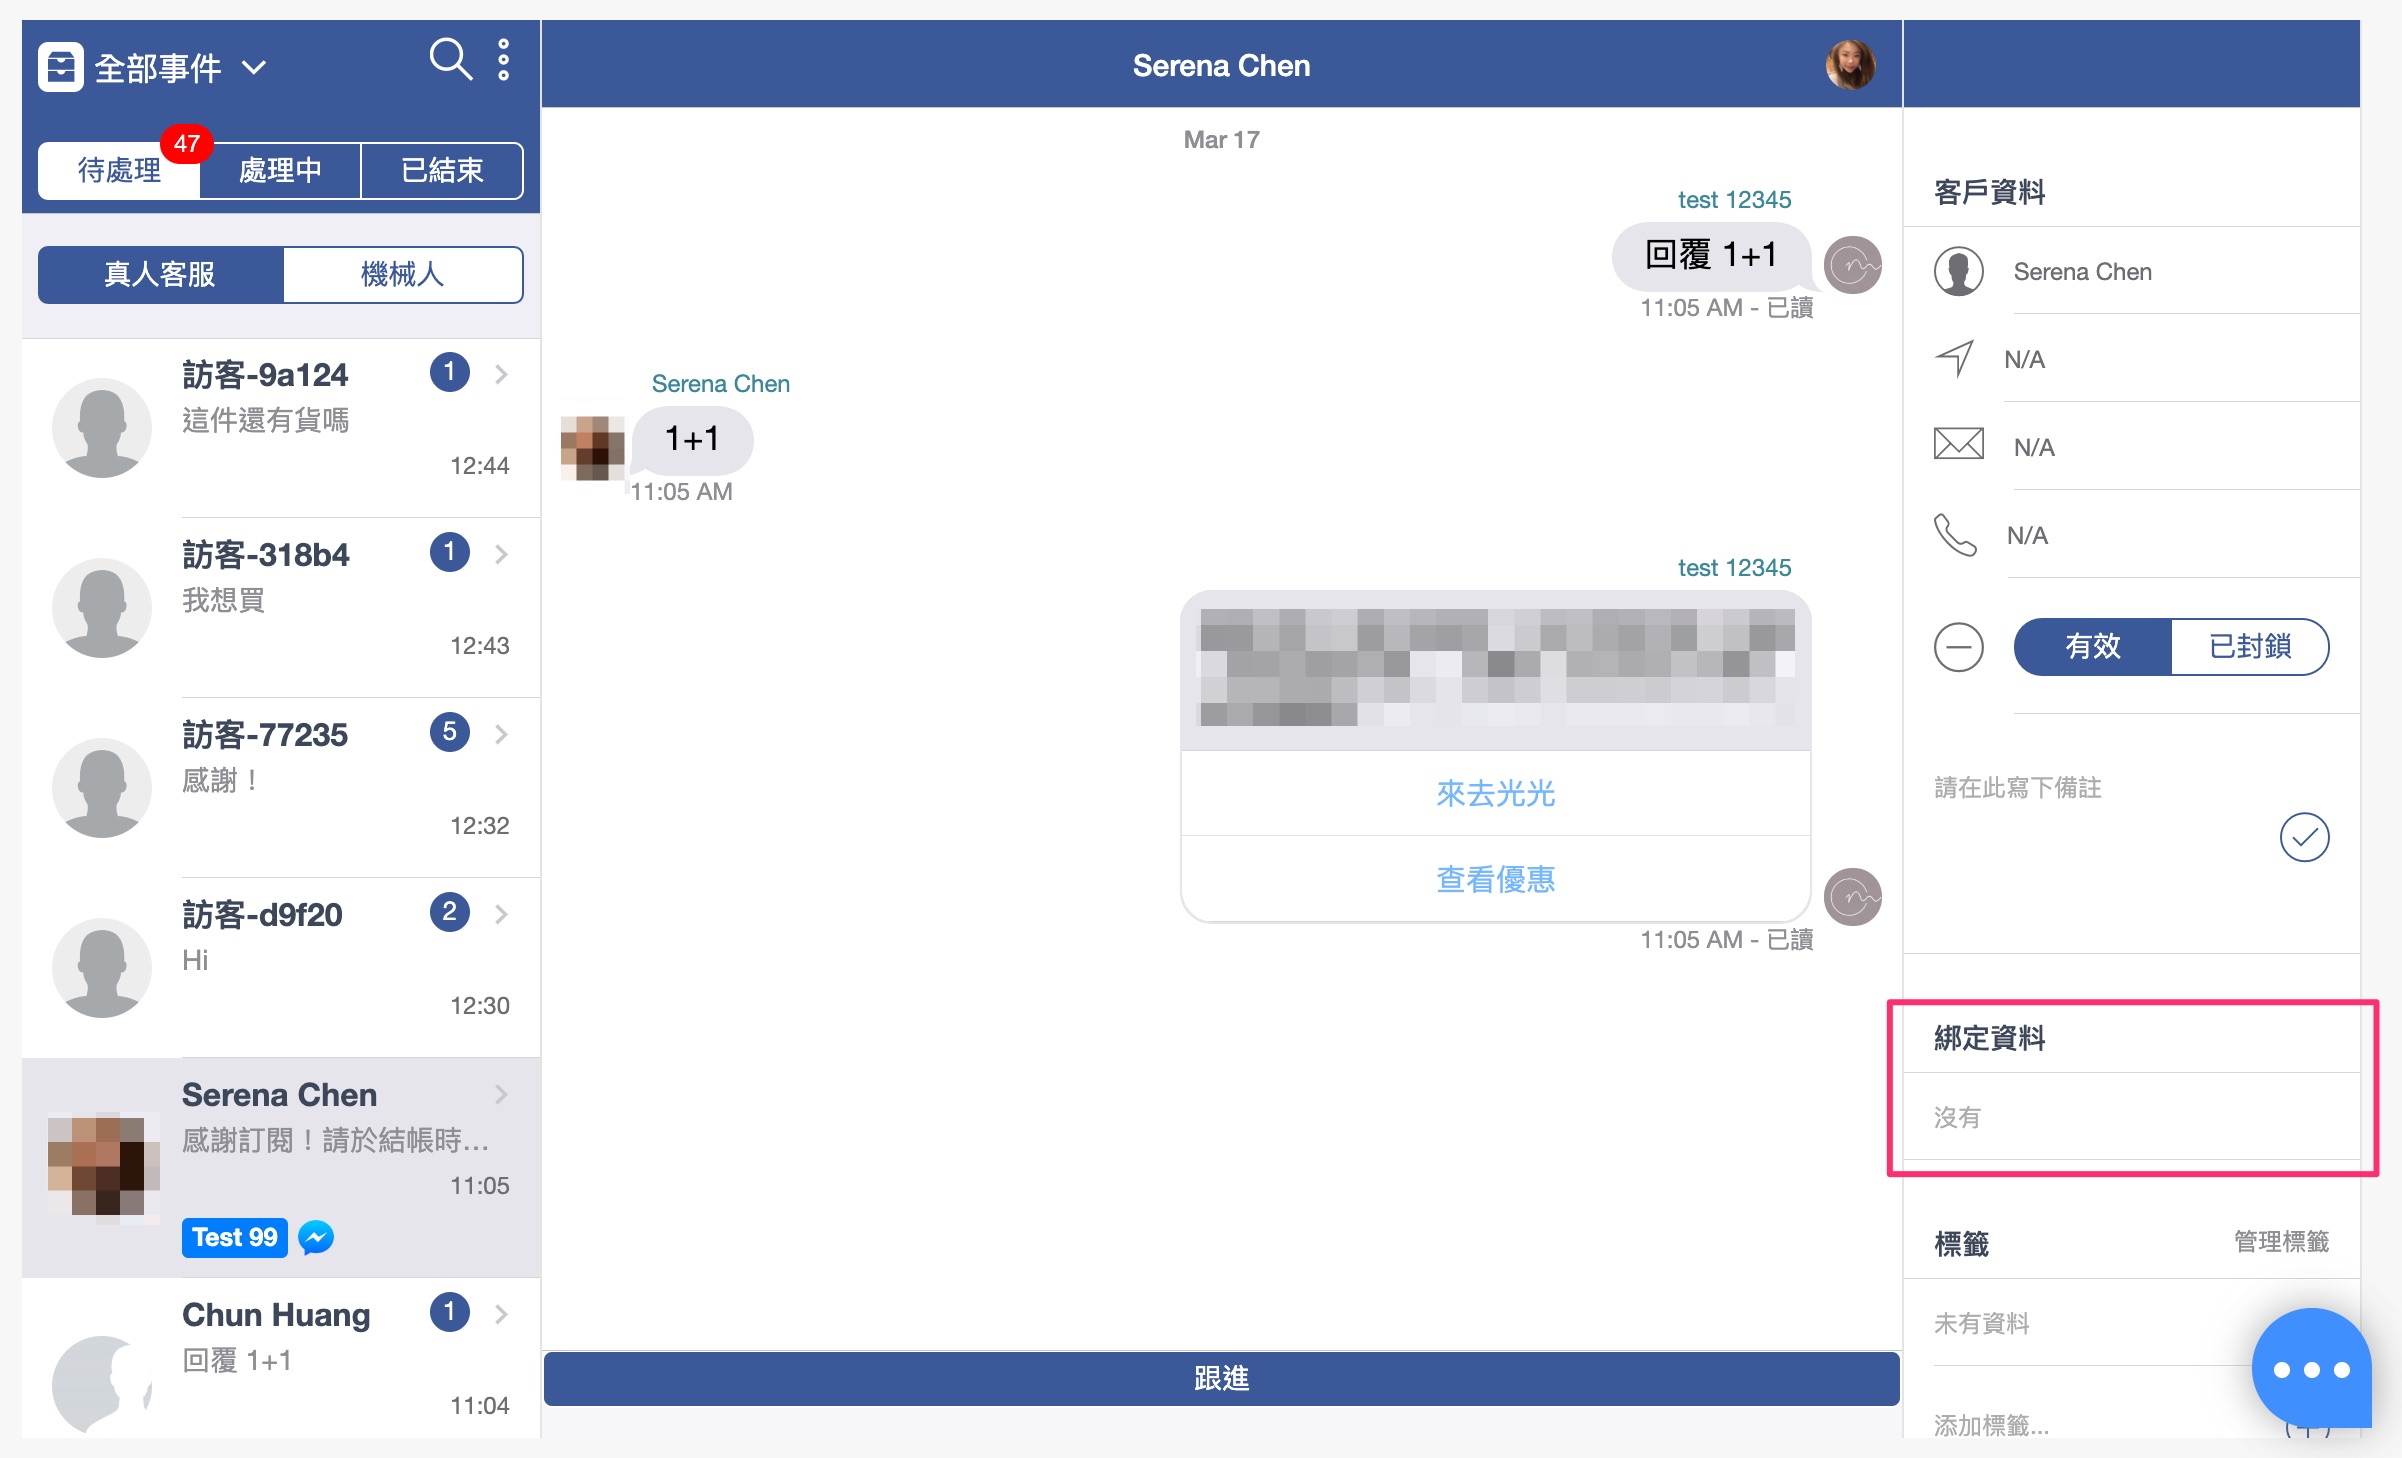 全部事件
待處理
47
處理中
已結束
真人客服
機械人
訪客-9a124
1
這件還有貨嗎
12:44
訪客-318b4
1
我想買
12:43
訪客-77235
5
感謝！
12:32
訪客-d9f20
2
Hi
12:30
Serena Chen
感謝訂閱！請於結帳時...
11:05
Test 99
Chun Huang
1
回覆 1+1
11:04
Serena Chen
Mar 17
test 12345
回覆 1+1
11:05 AM - 已讀
Serena Chen
1+1
11:05 AM
test 12345
來去光光
查看優惠
11:05 AM - 已讀
跟進
客戶資料
Serena Chen
N/A
N/A
N/A
有效
已封鎖
請在此寫下備註
綁定資料
沒有
標籤
管理標籤
未有資料
添加標籤...